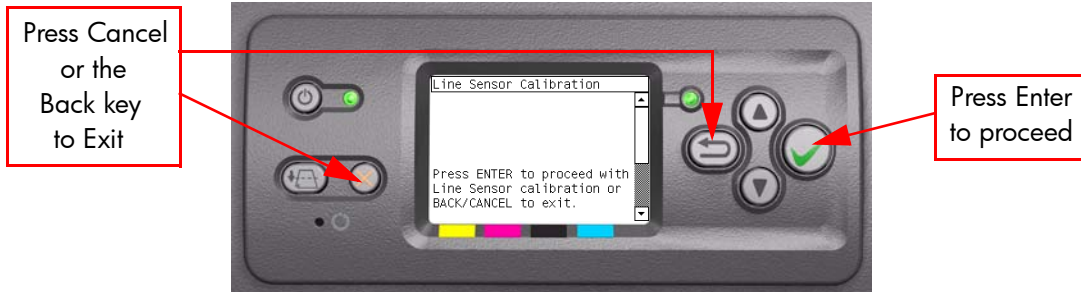 Press Cancel
or the
Back key
to Exit
Line Sensor Calibration
Press ENTER to proceed with
Line Sensor calibration or
BACK/CANCEL to exit.
Press Enter
to proceed